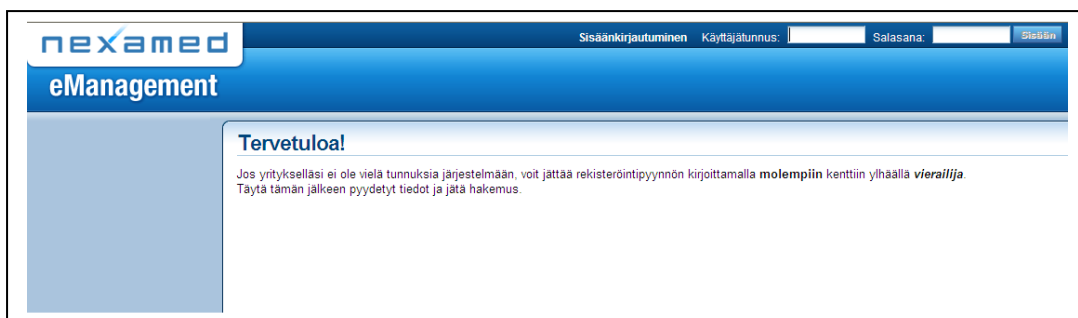 nexamed
Sisäänkirjautuminen Käyttäjätunnus: Salasana: Sisään
eManagement
Tervetuloa!
Jos yritykselläsi ei ole vielä tunnuksia järjestelmään, voit jättää rekisteröintipyynnön kirjoittamalla molempiin kenttiin ylhäällä vierailija.
Täytä tämän jälkeen pyydetyt tiedot ja jätä hakemus.